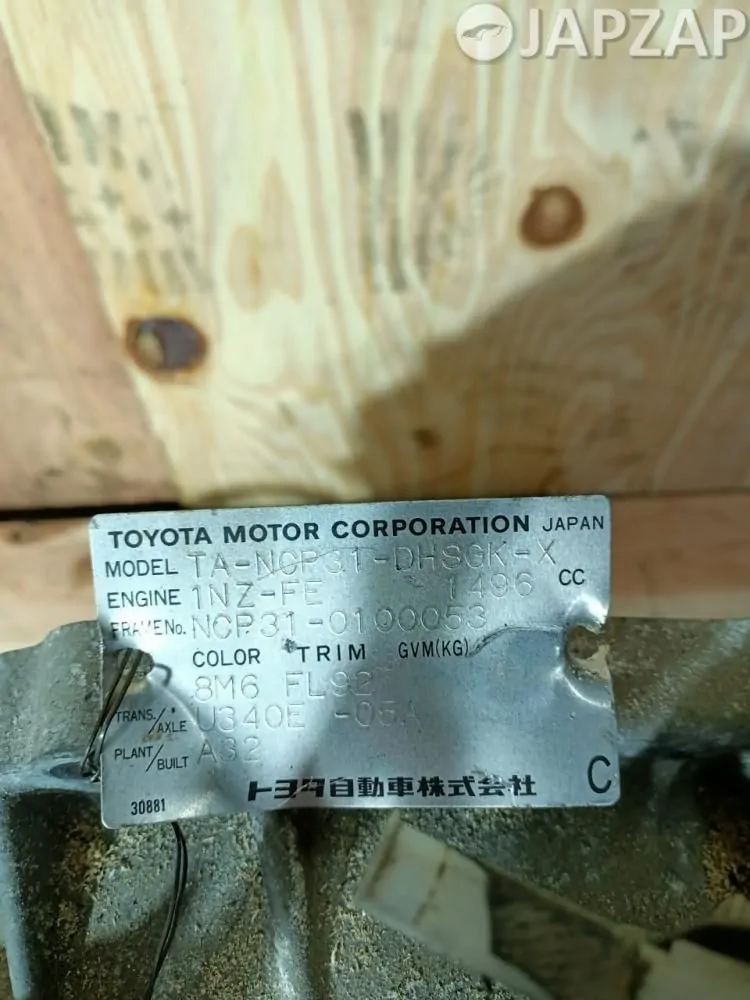 JAPZAP
TOYOTA MOTOR CORPORATION JAPAN
MODEL TA-NCP31-DHSGK-X
ENGINE 1NZ-FE 1496 CC
FRAME No. NCP31-0100053
COLOR TRIM GVM(KG)
8M6 FL92
TRANS./AXLE U340E -05A
PLANT/BUILT A32
トヨタ自動車株式会社 C
30881